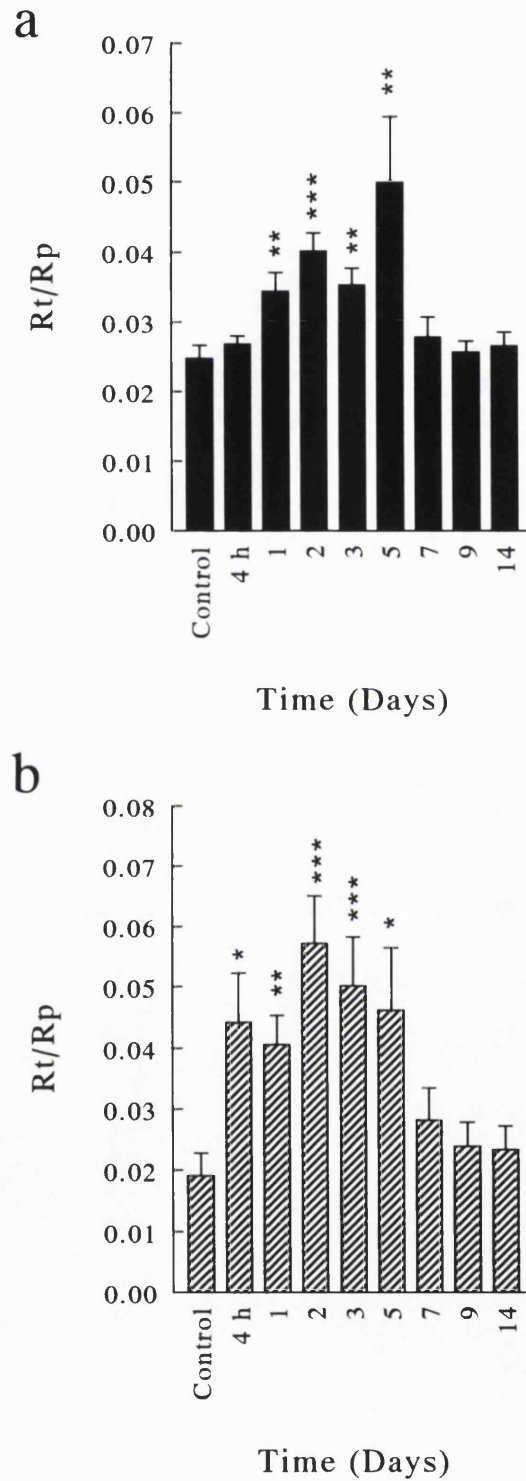 a
0.07
0.06
0.05
0.04
0.03
0.02
0.01
0.00
Rt/Rp
** *** ** **
Control 4 h 1 2 3 5 7 9 14
Time (Days)
b
0.08
0.07
0.06
0.05
0.04
0.03
0.02
0.01
0.00
Rt/Rp
* ** *** *** *
Control 4 h 1 2 3 5 7 9 14
Time (Days)